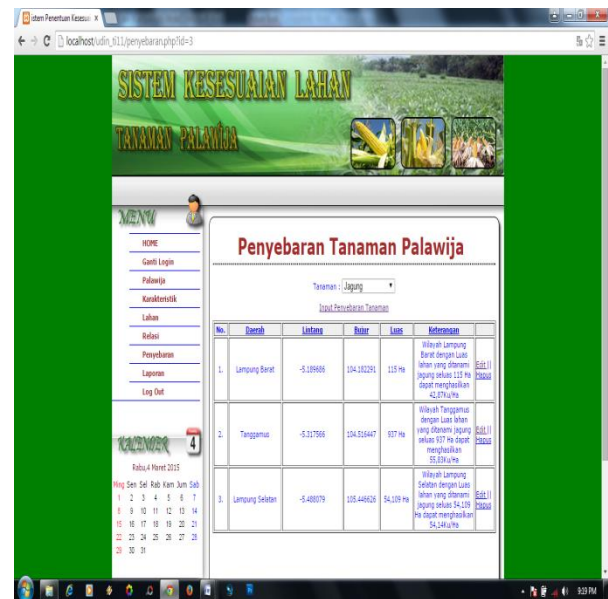 istem Penentuan Kesesua
localhost/udin_ti11/penyebaran.php?id=3
SISTEM KESESUAIAN LAHAN
TANAMAN PALAWIJA
MENU
HOME
Ganti Login
Palawija
Karakteristik
Lahan
Relasi
Penyebaran
Laporan
Log Out
KALENDER 4
Rabu,4 Maret 2015
Ming Sen Sel Rab Kam Jum Sab
1 2 3 4 5 6 7
8 9 10 11 12 13 14
15 16 17 18 19 20 21
22 23 24 25 26 27 28
29 30 31
Penyebaran Tanaman Palawija
Tanaman : Jagung
Input Penyebaran Tanaman
No. Daerah Lintang Bujur Luas Keterangan
1. Lampung Barat -5.189686 104.182291 115 Ha
Wilayah Lampung
Barat dengan Luas
lahan yang ditanami
jagung seluas 115 Ha
dapat menghasilkan
42,87Ku/Ha
Edit ||
Hapus
2. Tanggamus -5.317566 104.516447 937 Ha
Wilayah Tanggamus
dengan Luas lahan
yang ditanami jagung
seluas 937 Ha dapat
menghasilkan
55,83Ku/Ha
Edit ||
Hapus
3. Lampung Selatan -5.488079 105.446626 54,109 Ha
Wilayah Lampung
Selatan dengan Luas
lahan yang ditanami
jagung seluas 54,109
Ha dapat menghasilkan
54,14Ku/Ha
Edit ||
Hapus
9:19 PM